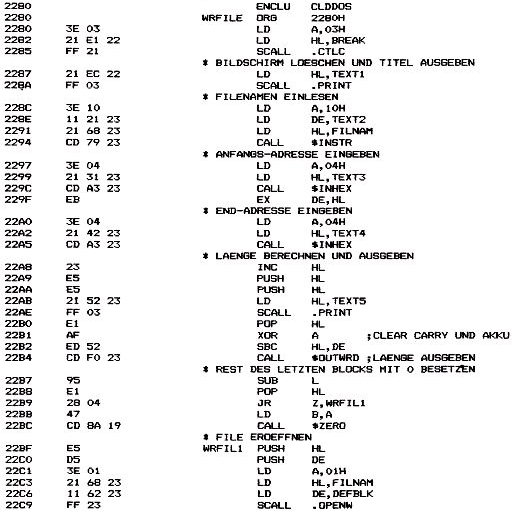 2280 ENCLU CLDDOS
2280 WRFILE ORG 2280H
2280 3E 03 LD A,03H
2282 21 E1 22 LD HL,BREAK
2285 FF 21 SCALL .CTLC
* BILDSCHIRM LOESCHEN UND TITEL AUSGEBEN
2287 21 EC 22 LD HL,TEXT1
228A FF 03 SCALL .PRINT
* FILENAMEN EINLESEN
228C 3E 10 LD A,10H
228E 11 21 23 LD DE,TEXT2
2291 21 68 23 LD HL,FILNAM
2294 CD 79 23 CALL $INSTR
* ANFANGS-ADRESSE EINGEBEN
2297 3E 04 LD A,04H
2299 21 31 23 LD HL,TEXT3
229C CD A3 23 CALL $INHEX
229F EB EX DE,HL
* END-ADRESSE EINGEBEN
22A0 3E 04 LD A,04H
22A2 21 42 23 LD HL,TEXT4
22A5 CD A3 23 CALL $INHEX
* LAENGE BERECHNEN UND AUSGEBEN
22A8 23 INC HL
22A9 E5 PUSH HL
22AA E5 PUSH HL
22AB 21 52 23 LD HL,TEXT5
22AE FF 03 SCALL .PRINT
22B0 E1 POP HL
22B1 AF XOR A ;CLEAR CARRY UND AKKU
22B2 ED 52 SBC HL,DE
22B4 CD F0 23 CALL $OUTWRD ;LAENGE AUSGEBEN
* REST DES LETZTEN BLOCKS MIT 0 BESETZEN
22B7 95 SUB L
22B8 E1 POP HL
22B9 28 04 JR Z,WRFIL1
22BB 47 LD B,A
22BC CD 8A 19 CALL $ZERO
* FILE EROEFFNEN
22BF E5 WRFIL1 PUSH HL
22C0 D5 PUSH DE
22C1 3E 01 LD A,01H
22C3 21 68 23 LD HL,FILNAM
22C6 11 62 23 LD DE,DEFBLK
22C9 FF 23 SCALL .OPENW